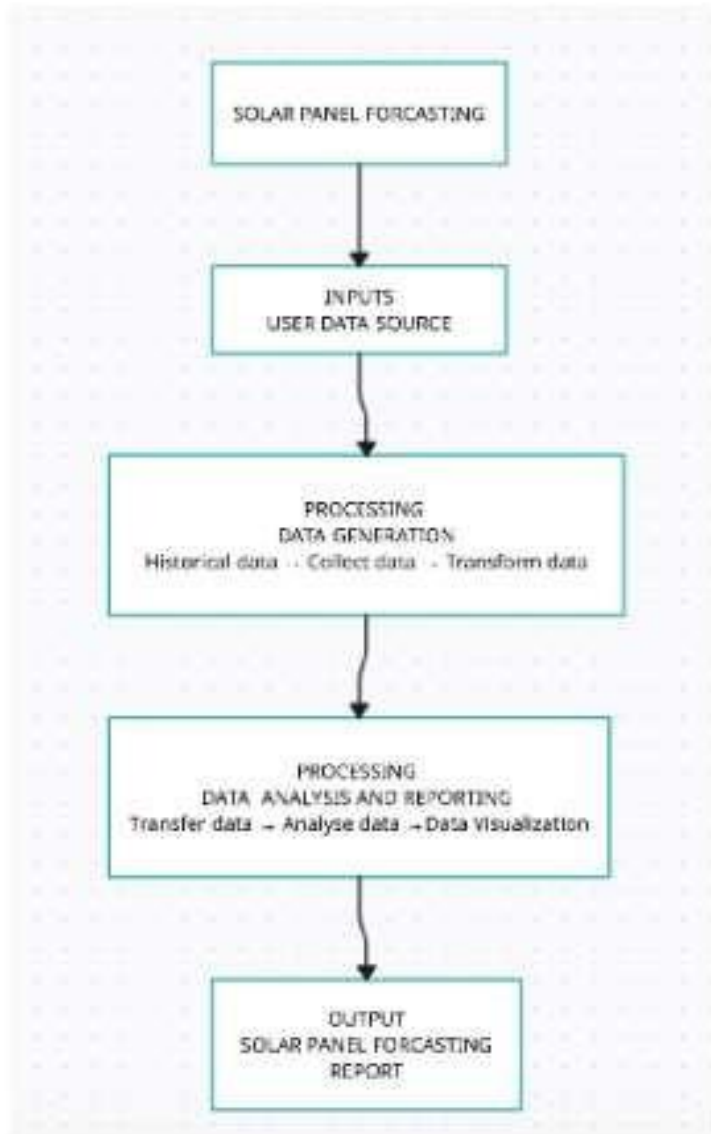 SOLAR PANEL FORCASTING
INPUTS
USER DATA SOURCE
PROCESSING
DATA GENERATION
Historical data → Collect data → Transform data
PROCESSING
DATA ANALYSIS AND REPORTING
Transfer data → Analyse data → Data Visualization
OUTPUT
SOLAR PANEL FORCASTING
REPORT